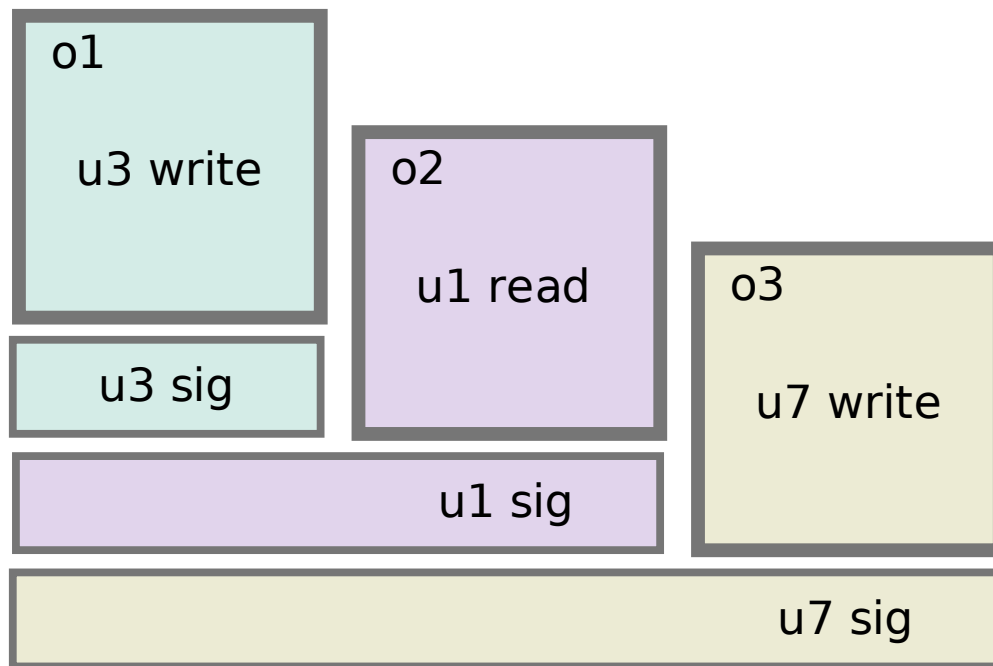 o1
u3 write
o2
u1 read
o3
u7 write
u3 sig
u1 sig
u7 sig